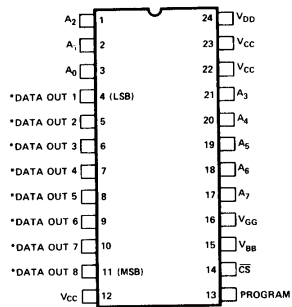 A2 1 24 VDD
A1 2 23 VCC
A0 3 22 VCC
*DATA OUT 1 4 (LSB) 21 A3
*DATA OUT 2 5 20 A4
*DATA OUT 3 6 19 A5
*DATA OUT 4 7 18 A6
*DATA OUT 5 8 17 A7
*DATA OUT 6 9 16 VGG
*DATA OUT 7 10 15 VBB
*DATA OUT 8 11 (MSB) 14 C̅S̅
VCC 12 13 PROGRAM